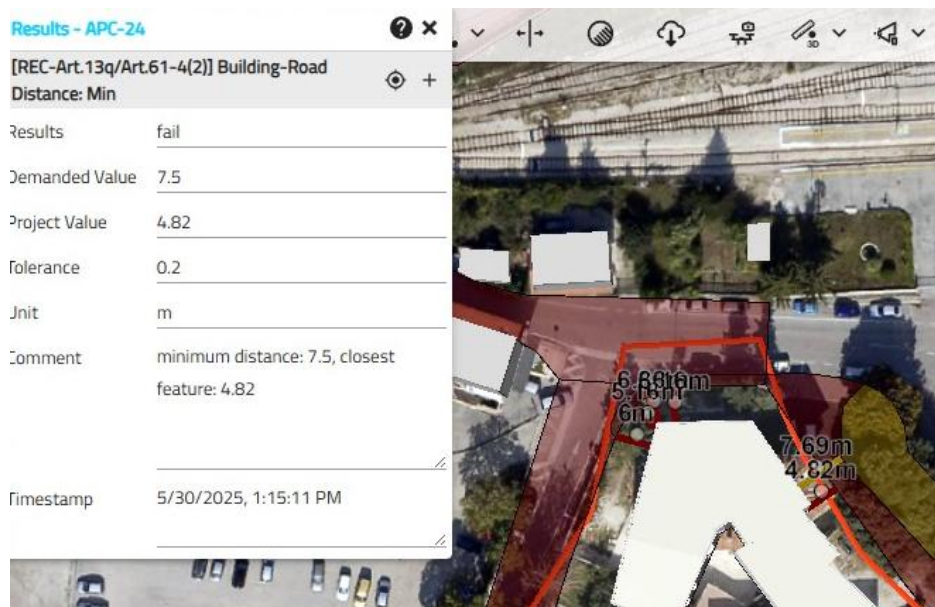 Results - APC-24
[REC-Art.13q/Art.61-4(2)] Building-Road
Distance: Min
Results fail
Demanded Value 7.5
Project Value 4.82
Tolerance 0.2
Unit m
Comment minimum distance: 7.5, closest
feature: 4.82
Timestamp 5/30/2025, 1:15:11 PM
3D
6m
7.69m
4.82m